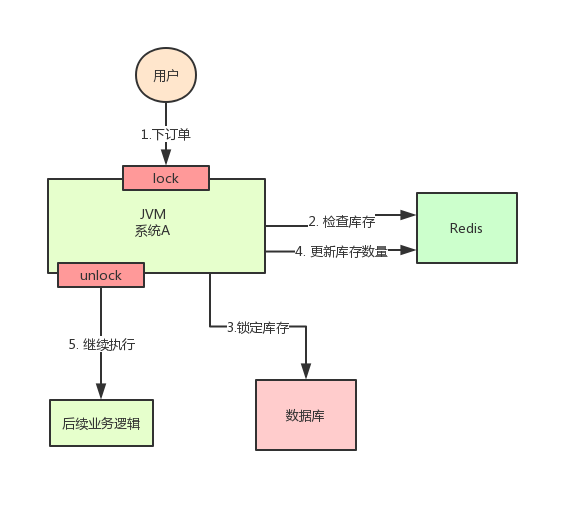 用户
1.下订单
lock
JVM
系统A
2. 检查库存
Redis
4. 更新库存数量
unlock
3.锁定库存
5. 继续执行
数据库
后续业务逻辑